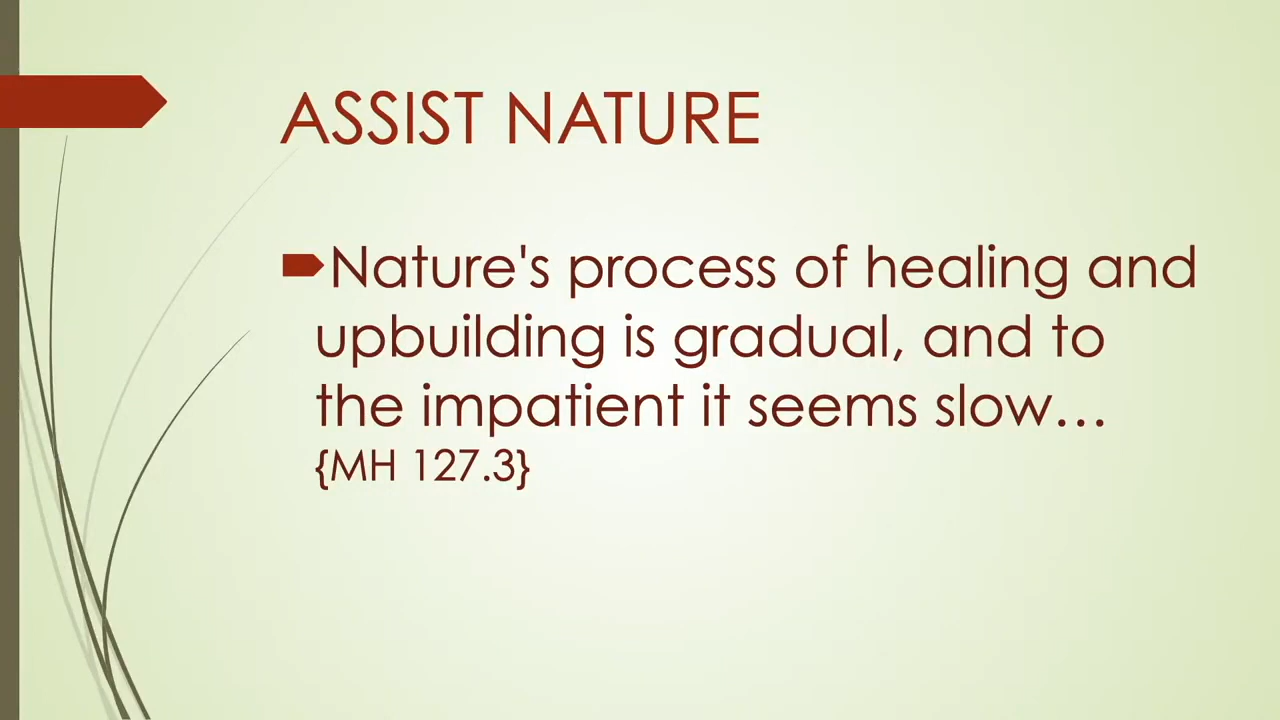 ASSIST NATURE
Nature's process of healing and
upbuilding is gradual, and to
the impatient it seems slow…
{MH 127.3}